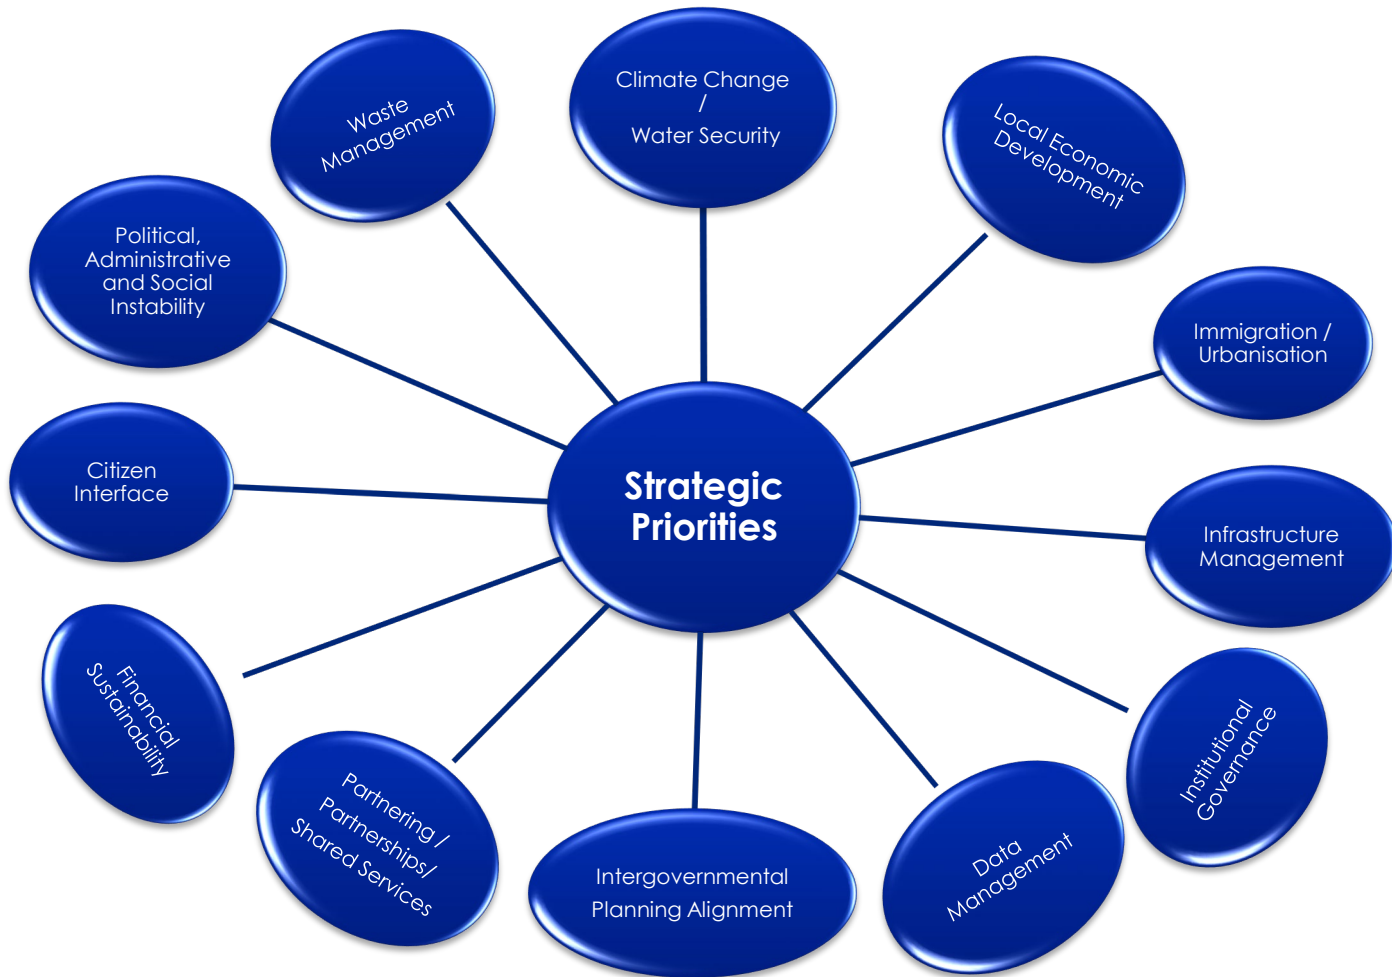 Climate Change
/
Water Security
Waste
Management
Local Economic
Development
Political,
Administrative
and Social
Instability
Immigration /
Urbanisation
Citizen
Interface
Strategic
Priorities
Infrastructure
Management
Financial
Sustainability
Institutional
Governance
Partnering /
Partnerships/
Shared Services
Intergovernmental
Planning Alignment
Data
Management